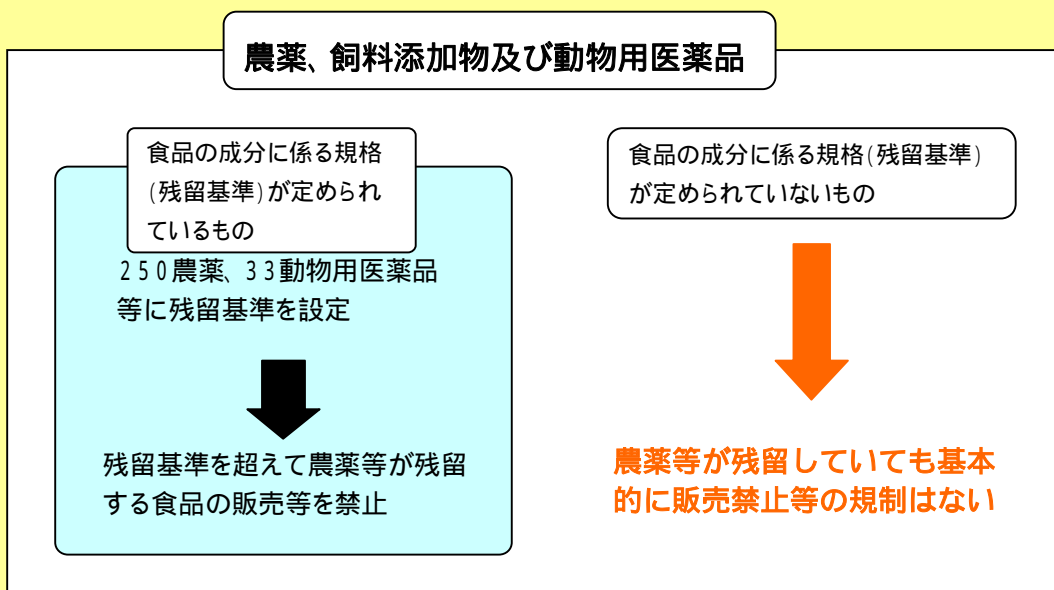 農薬、飼料添加物及び動物用医薬品
食品の成分に係る規格
(残留基準)が定められ
ているもの
250農薬、33動物用医薬品
等に残留基準を設定
残留基準を超えて農薬等が残留
する食品の販売等を禁止
食品の成分に係る規格(残留基準)
が定められていないもの
農薬等が残留していても基本
的に販売禁止等の規制はない